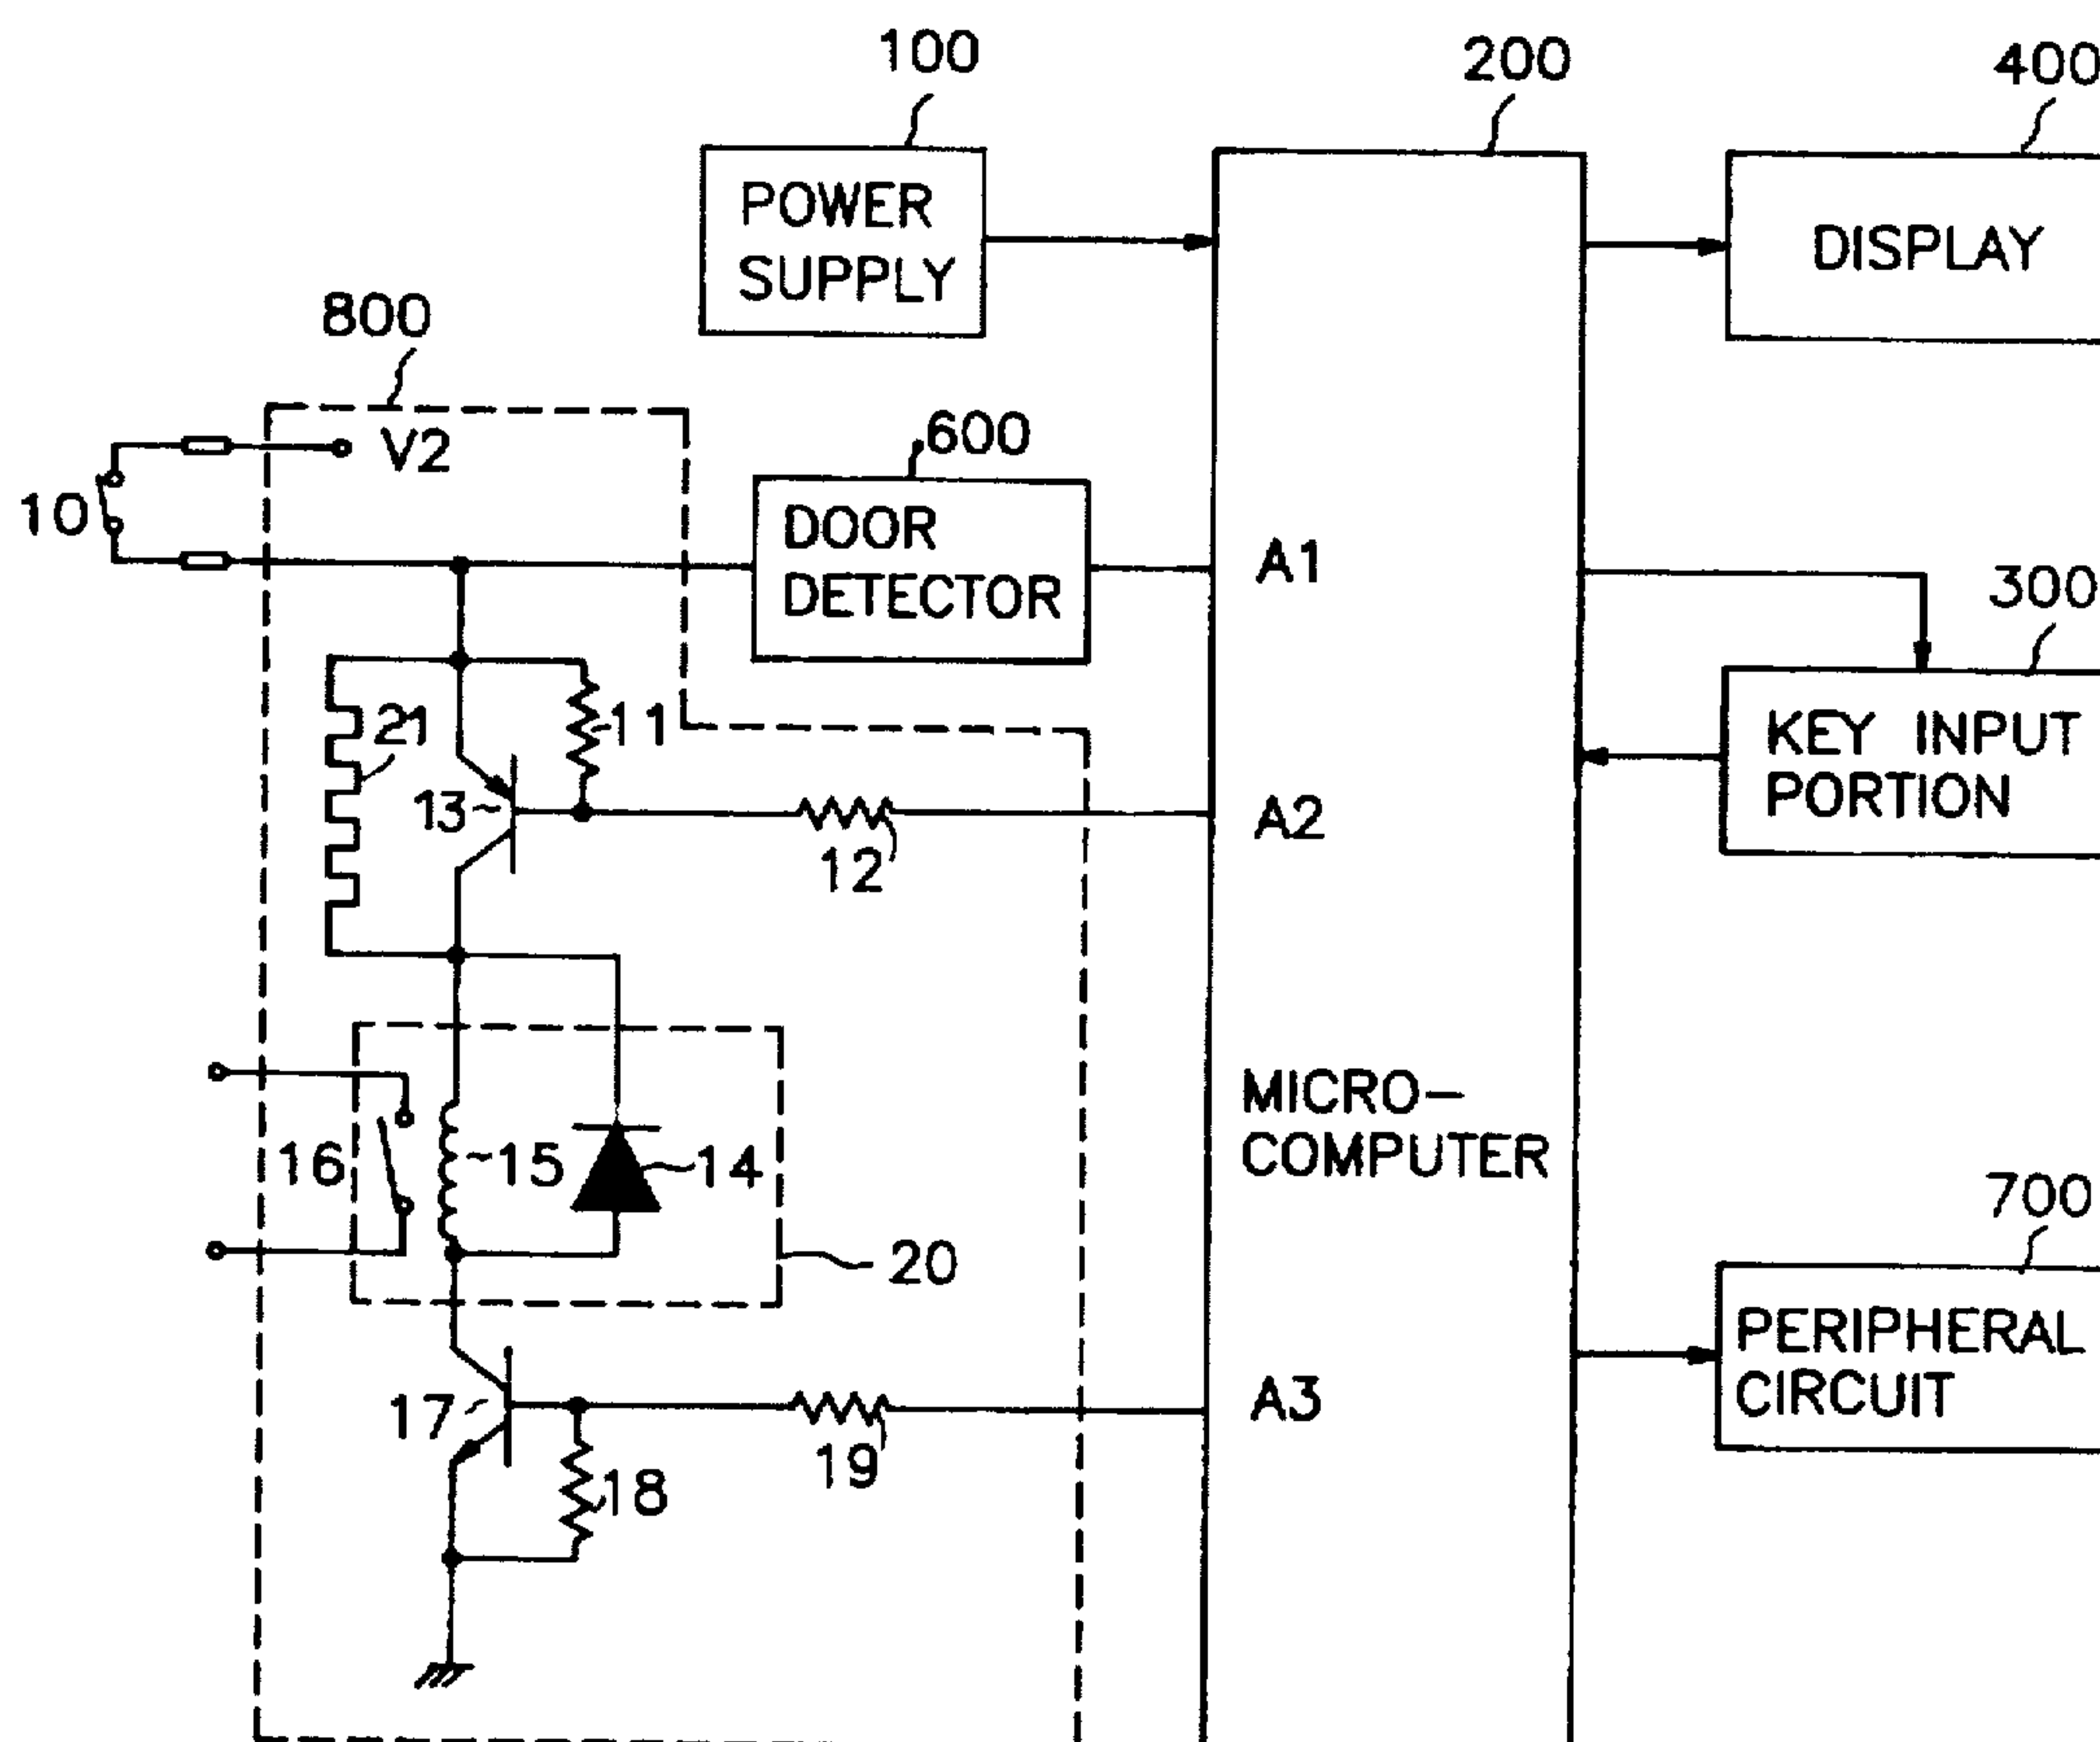 100
200
400
POWER
SUPPLY
DISPLAY
800
V2
600
10
DOOR
DETECTOR
A1
300
21
11
KEY INPUT
PORTION
13
12
A2
MICRO-
COMPUTER
16
15
14
700
20
PERIPHERAL
CIRCUIT
17
A3
19
18